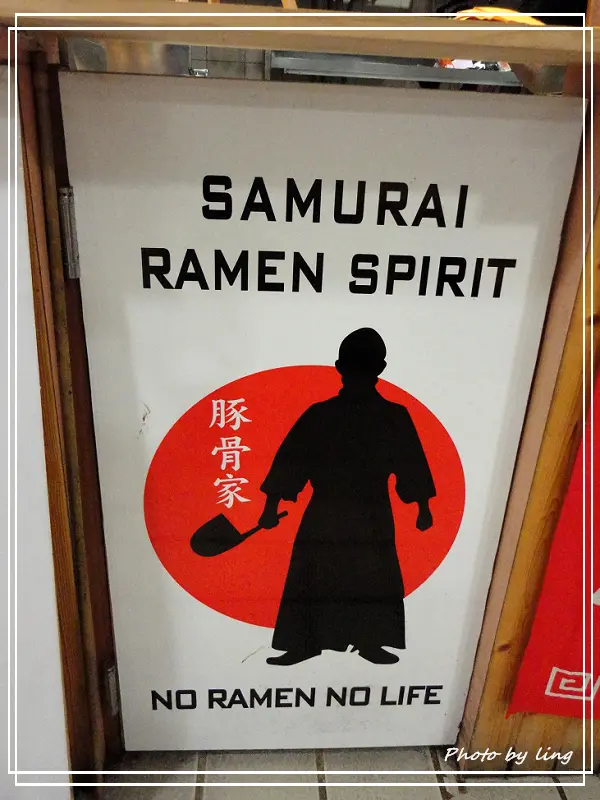 SAMURAI
RAMEN SPIRIT
豚骨家
NO RAMEN NO LIFE
Photo by ling